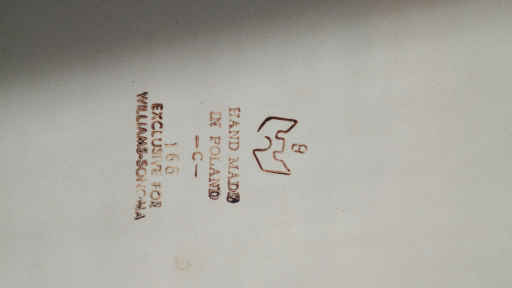 B
HAND MADE
IN POLAND
-C-
166
EXCLUSIVE FOR
WILLIAMS-SONOMA